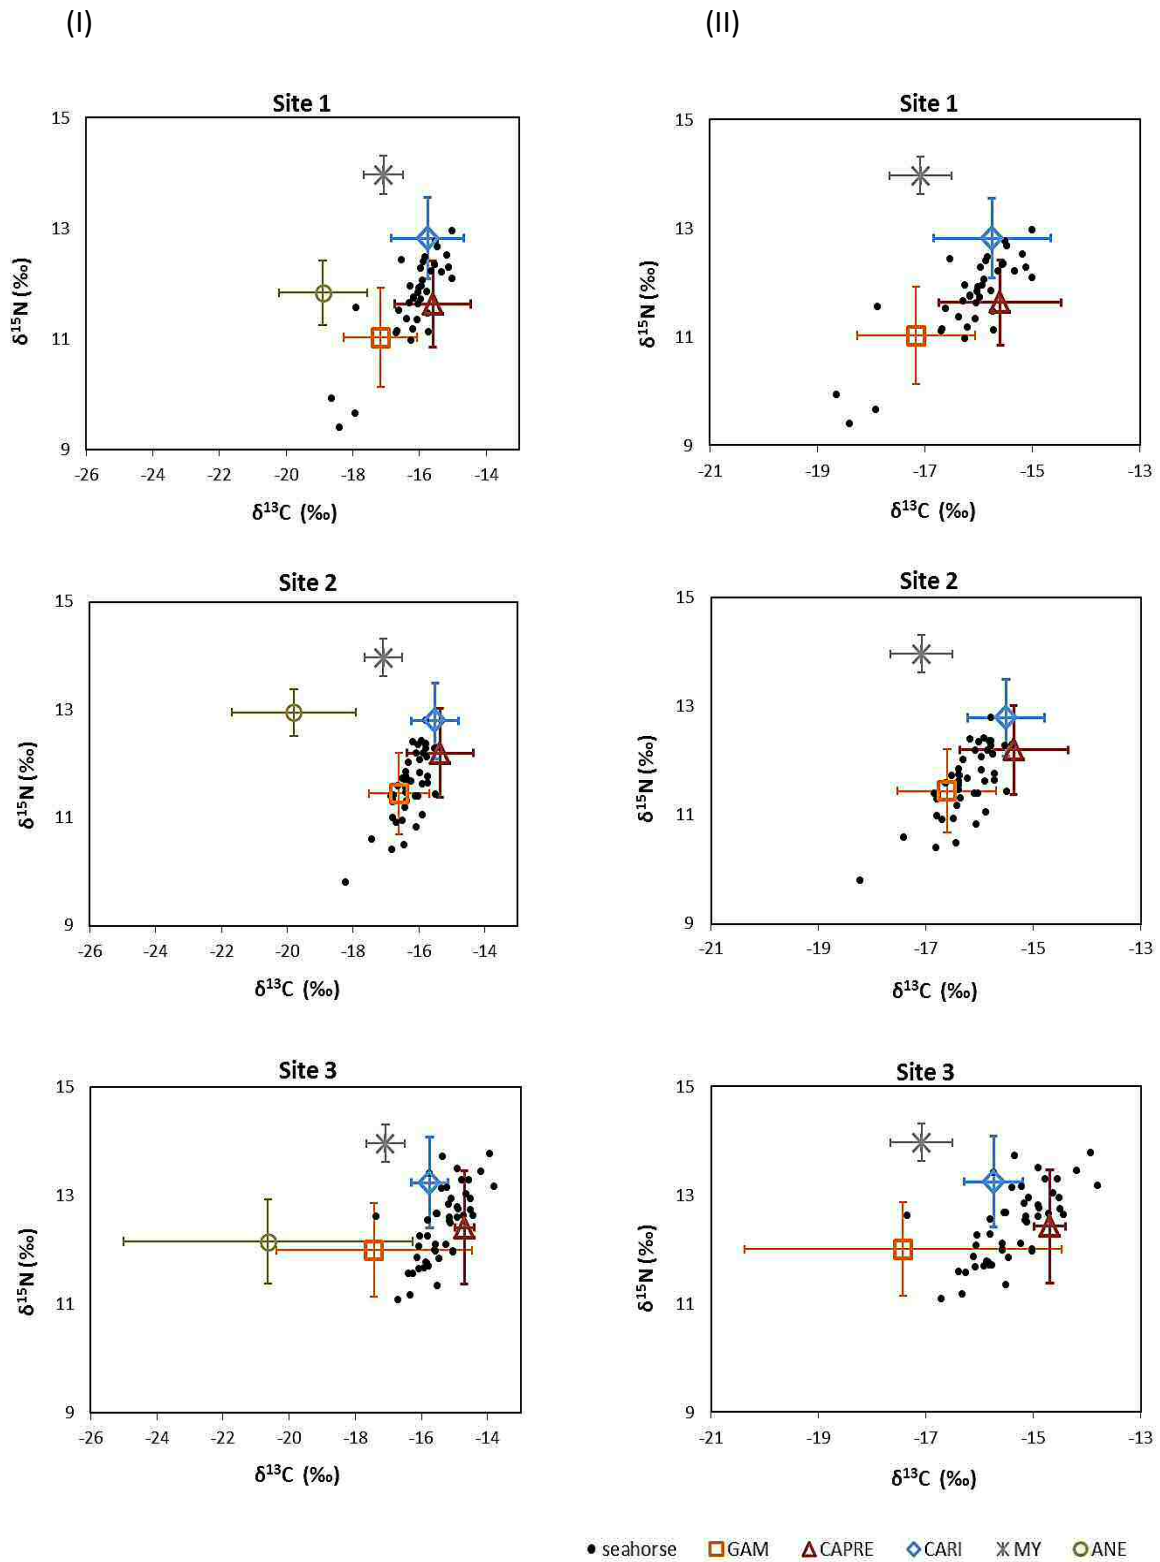 (I) (II)
Site 1
15
13
11
9
δ15N (‰)
-26 -24 -22 -20 -18 -16 -14
δ13C (‰)
Site 1
15
13
11
9
δ15N (‰)
-21 -19 -17 -15 -13
δ13C (‰)
Site 2
15
13
11
9
δ15N (‰)
-26 -24 -22 -20 -18 -16 -14
δ13C (‰)
Site 2
15
13
11
9
δ15N (‰)
-21 -19 -17 -15 -13
δ13C (‰)
Site 3
15
13
11
9
δ15N (‰)
-26 -24 -22 -20 -18 -16 -14
δ13C (‰)
Site 3
15
13
11
9
δ15N (‰)
-21 -19 -17 -15 -13
δ13C (‰)
seahorse GAM CAPRE CARI MY ANE